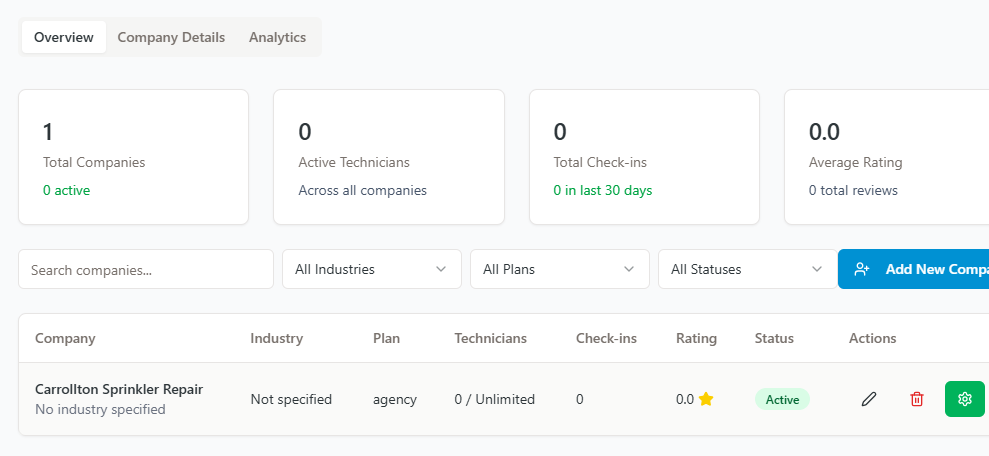 Overview Company Details Analytics
1 0 0 0.0
Total Companies Active Technicians Total Check-ins Average Rating
0 active Across all companies 0 in last 30 days 0 total reviews
Search companies... All Industries All Plans All Statuses Add New Compa
Company Industry Plan Technicians Check-ins Rating Status Actions
Carrollton Sprinkler Repair
No industry specified Not specified agency 0 / Unlimited 0 0.0 Active